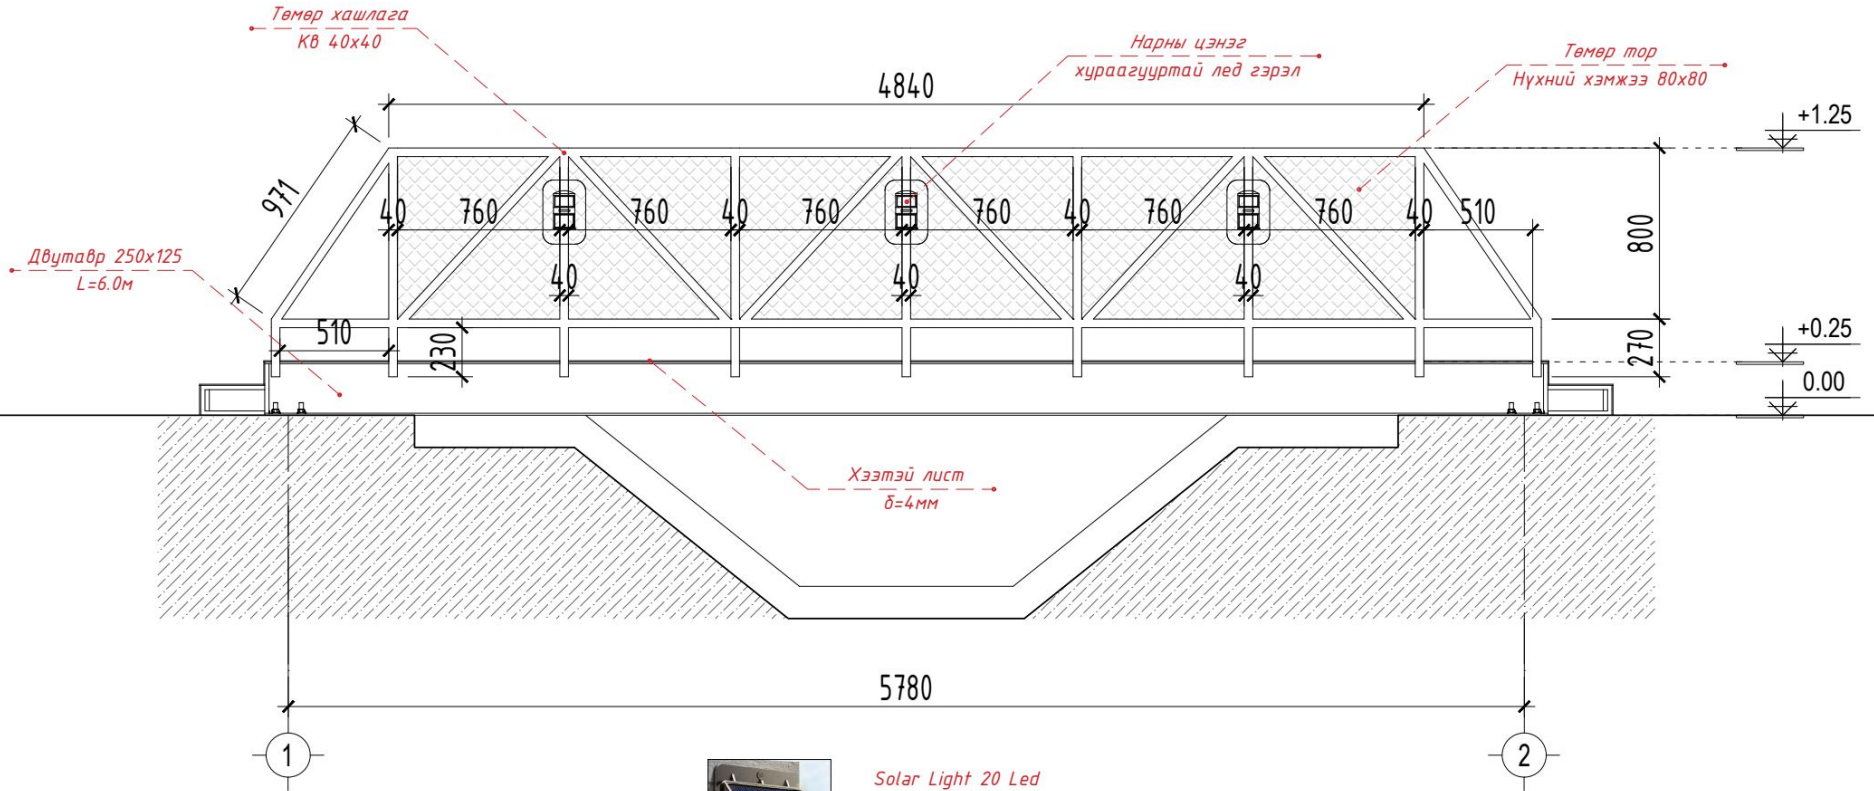 Төмөр хашлага
Кв 40х40
Нарны цэнэг
хураагууртай лед гэрэл
Төмөр тор
Нүхний хэмжээ 80х80
4840
+1.25
971
40 760 760 40 760 760 40 760 760 40 510
800
Двутавр 250х125
L=6.0м
40 40 40
510
230
270
+0.25
0.00
Хээтэй лист
δ=4мм
5780
1
2
Solar Light 20 Led